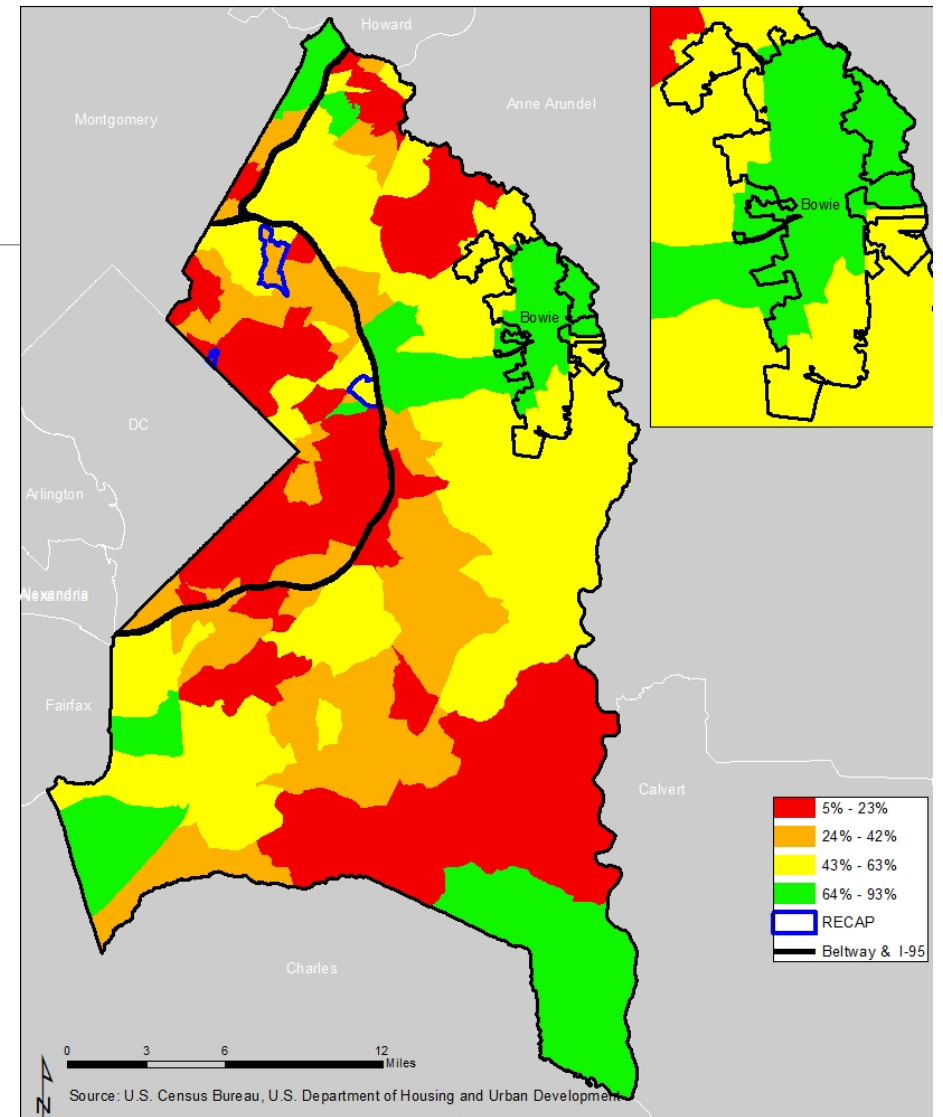 Howard
Montgomery
Anne Arundel
Bowie
Bowie
DC
Arlington
Alexandria
Alexandria
Fairfax
Calvert
Charles
5% - 23%
24% - 42%
43% - 63%
64% - 93%
RECAP
Beltway & I-95
0 3 6 12
Miles
N
Source: U.S. Census Bureau, U.S. Department of Housing and Urban Development